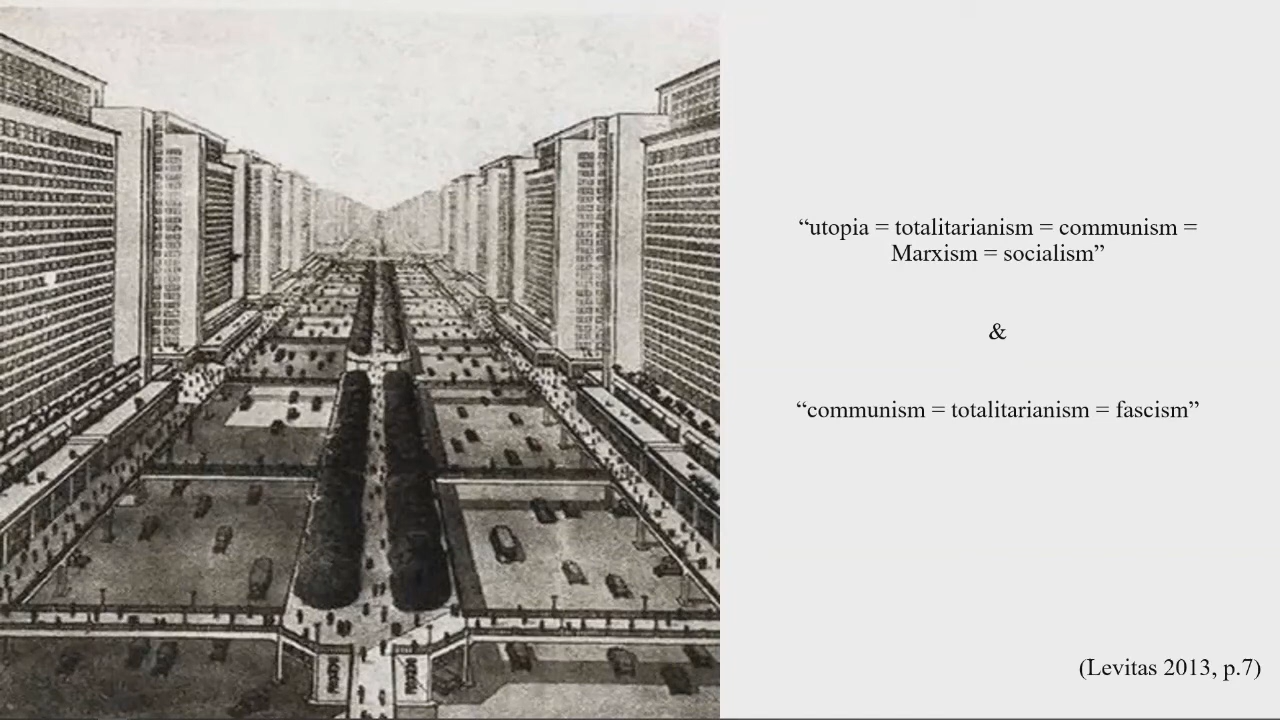 “utopia = totalitarianism = communism =
Marxism = socialism”
&
“communism = totalitarianism = fascism”
(Levitas 2013, p.7)